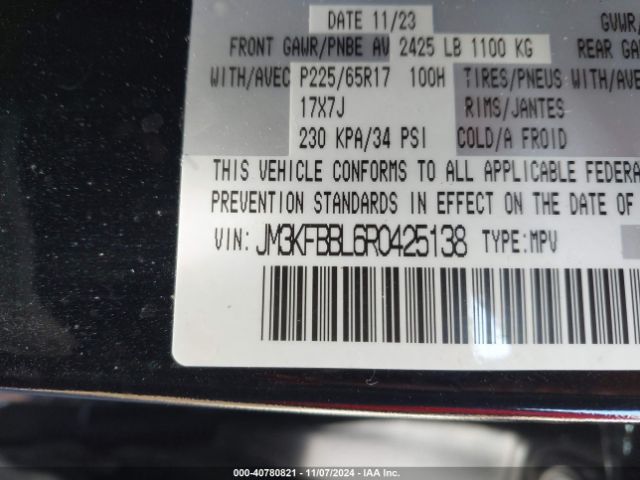 DATE 11/23 GVWR/
FRONT GAWR/PNBE AV 2425 LB 1100 KG REAR GA
WITH/AVEC P225/65R17 100H TIRES/PNEUS WITH/AVEC
17X7J RIMS/JANTES
230 KPA/34 PSI COLD/A FROID
THIS VEHICLE CONFORMS TO ALL APPLICABLE FEDERA
PREVENTION STANDARDS IN EFFECT ON THE DATE OF
VIN: JM3KFBBL6R0425138 TYPE:MPV
000-40780821 - 11/07/2024 - IAA Inc.